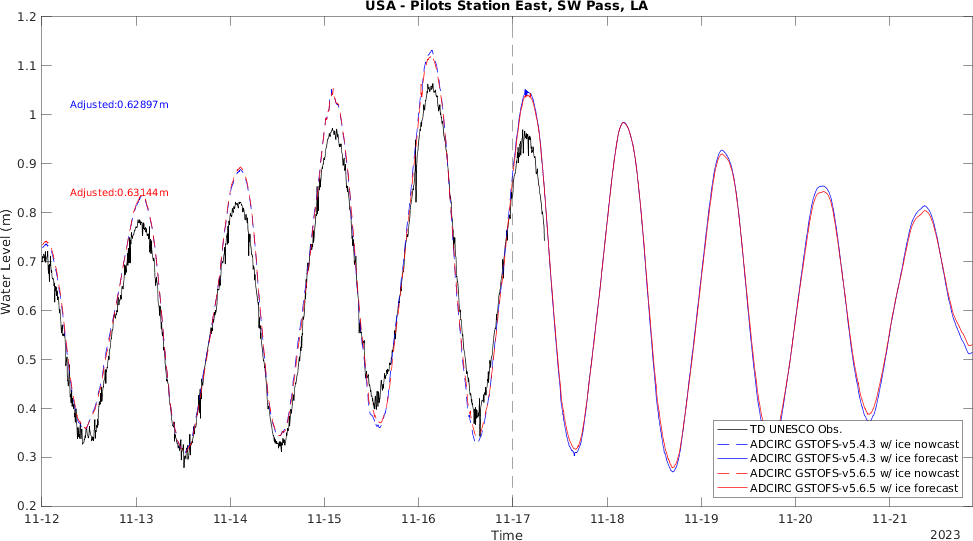 USA - Pilots Station East, SW Pass, LA
1.2
1.1
1
0.9
0.8
0.7
0.6
0.5
0.4
0.3
0.2
Water Level (m)
Adjusted:0.62897m
Adjusted:0.63144m
TD UNESCO Obs.
ADCIRC GSTOFS-v5.4.3 w/ ice nowcast
ADCIRC GSTOFS-v5.4.3 w/ ice forecast
ADCIRC GSTOFS-v5.6.5 w/ ice nowcast
ADCIRC GSTOFS-v5.6.5 w/ ice forecast
11-12 11-13 11-14 11-15 11-16 11-17 11-18 11-19 11-20 11-21
Time
2023